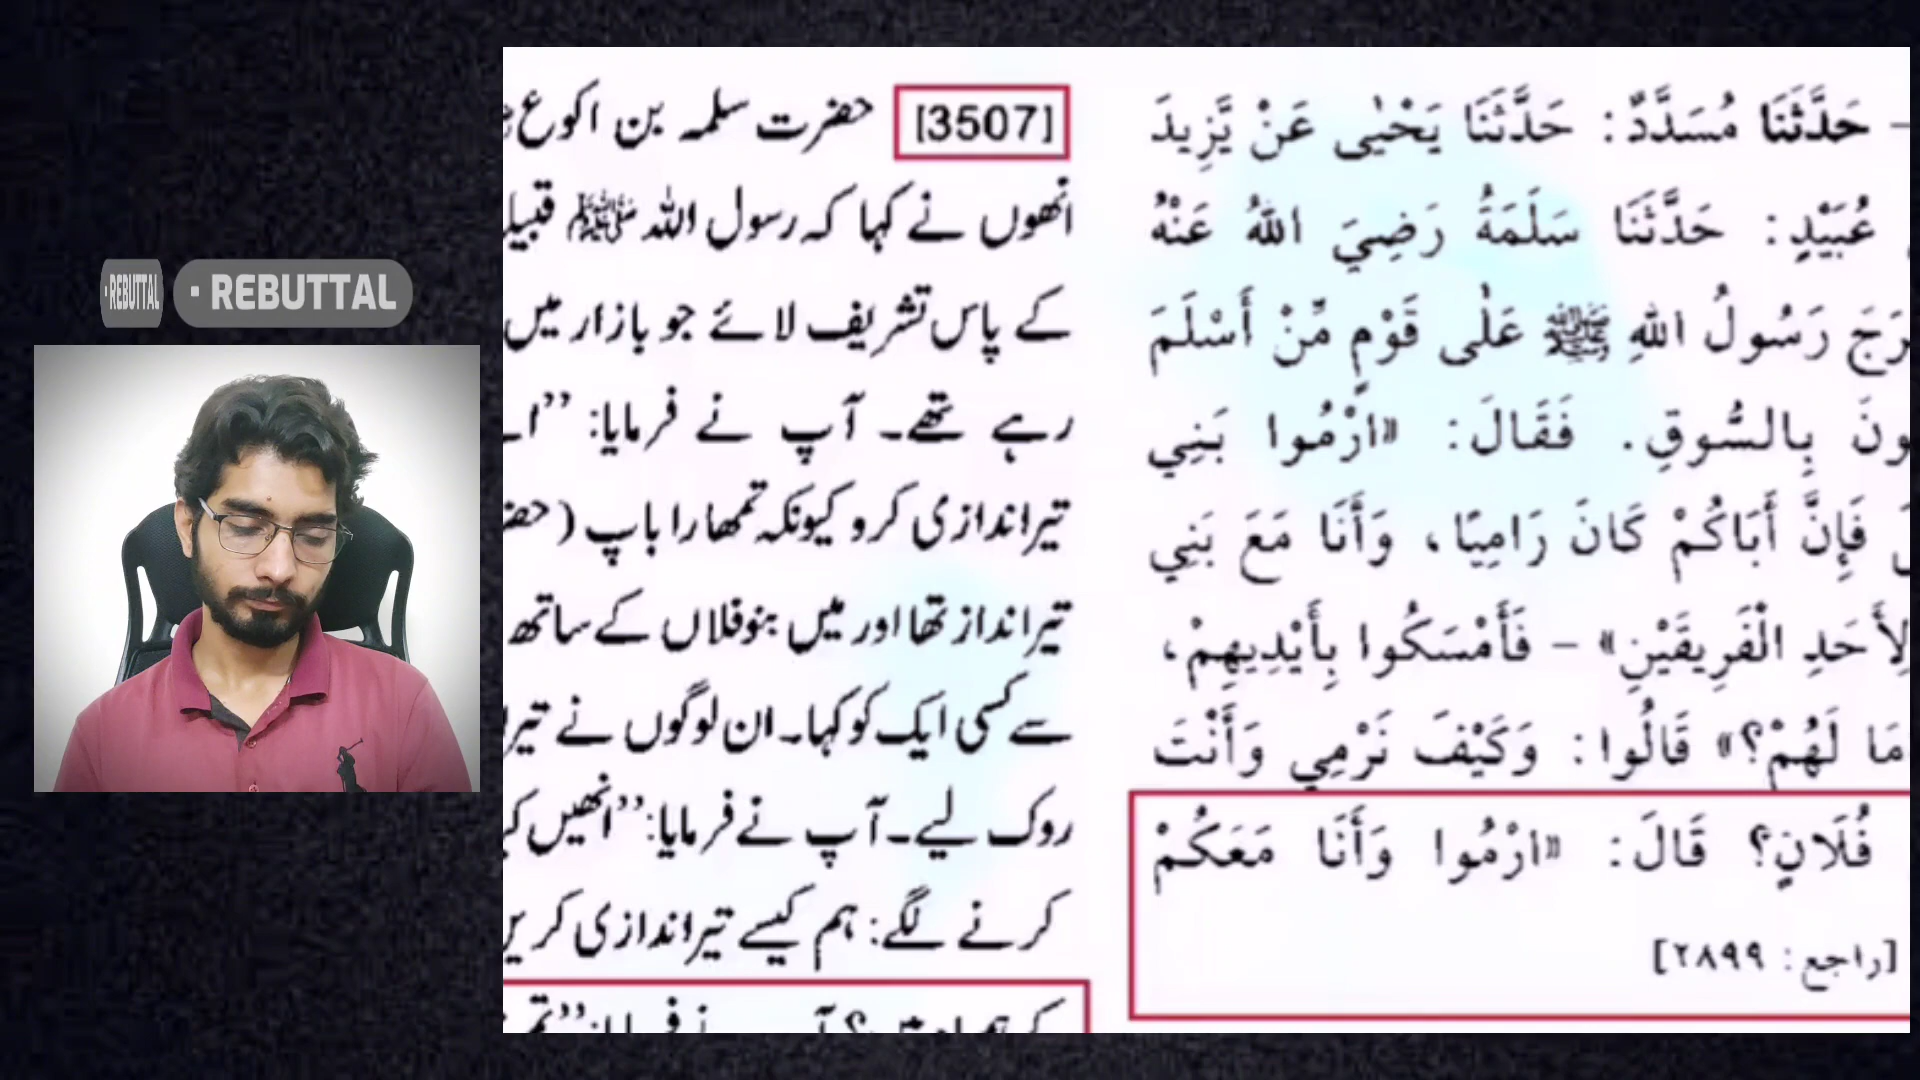 REBUTTAL
· REBUTTAL
– حَدَّثَنَا مُسَدَّدٌ: حَدَّثَنَا يَحْيٰى عَنْ يَّزِيدَ
عُبَيْدٍ: حَدَّثَنَا سَلَمَةُ رَضِيَ اللهُ عَنْهُ
رَجَ رَسُولُ اللهِ ﷺ عَلٰى قَوْمٍ مِّنْ أَسْلَمَ
ونَ بِالسُّوقِ. فَقَالَ: «ارْمُوا بَنِي
فَإِنَّ أَبَاكُمْ كَانَ رَامِيًا، وَأَنَا مَعَ بَنِي
لِأَحَدِ الْفَرِيقَيْنِ» – فَأَمْسَكُوا بِأَيْدِيهِمْ،
مَا لَهُمْ؟» قَالُوا: وَكَيْفَ نَرْمِي وَأَنْتَ
فُلَانٍ؟ قَالَ: «ارْمُوا وَأَنَا مَعَكُمْ
[راجع: ٢٨٩٩]
[3507] حضرت سلمہ بن اکوع
انھوں نے کہا کہ رسول اللہ ﷺ قبیلہ
کے پاس تشریف لائے جو بازار میں
رہے تھے۔ آپ نے فرمایا: ’’اے
تیراندازی کرو کیونکہ تمھارا باپ (حضر
تیرانداز تھا اور میں بنوفلاں کے ساتھ
سے کسی ایک کو کہا۔ ان لوگوں نے تیر
روک لیے۔ آپ نے فرمایا: ’’انھیں
کرنے لگے: ہم کیسے تیراندازی کریں